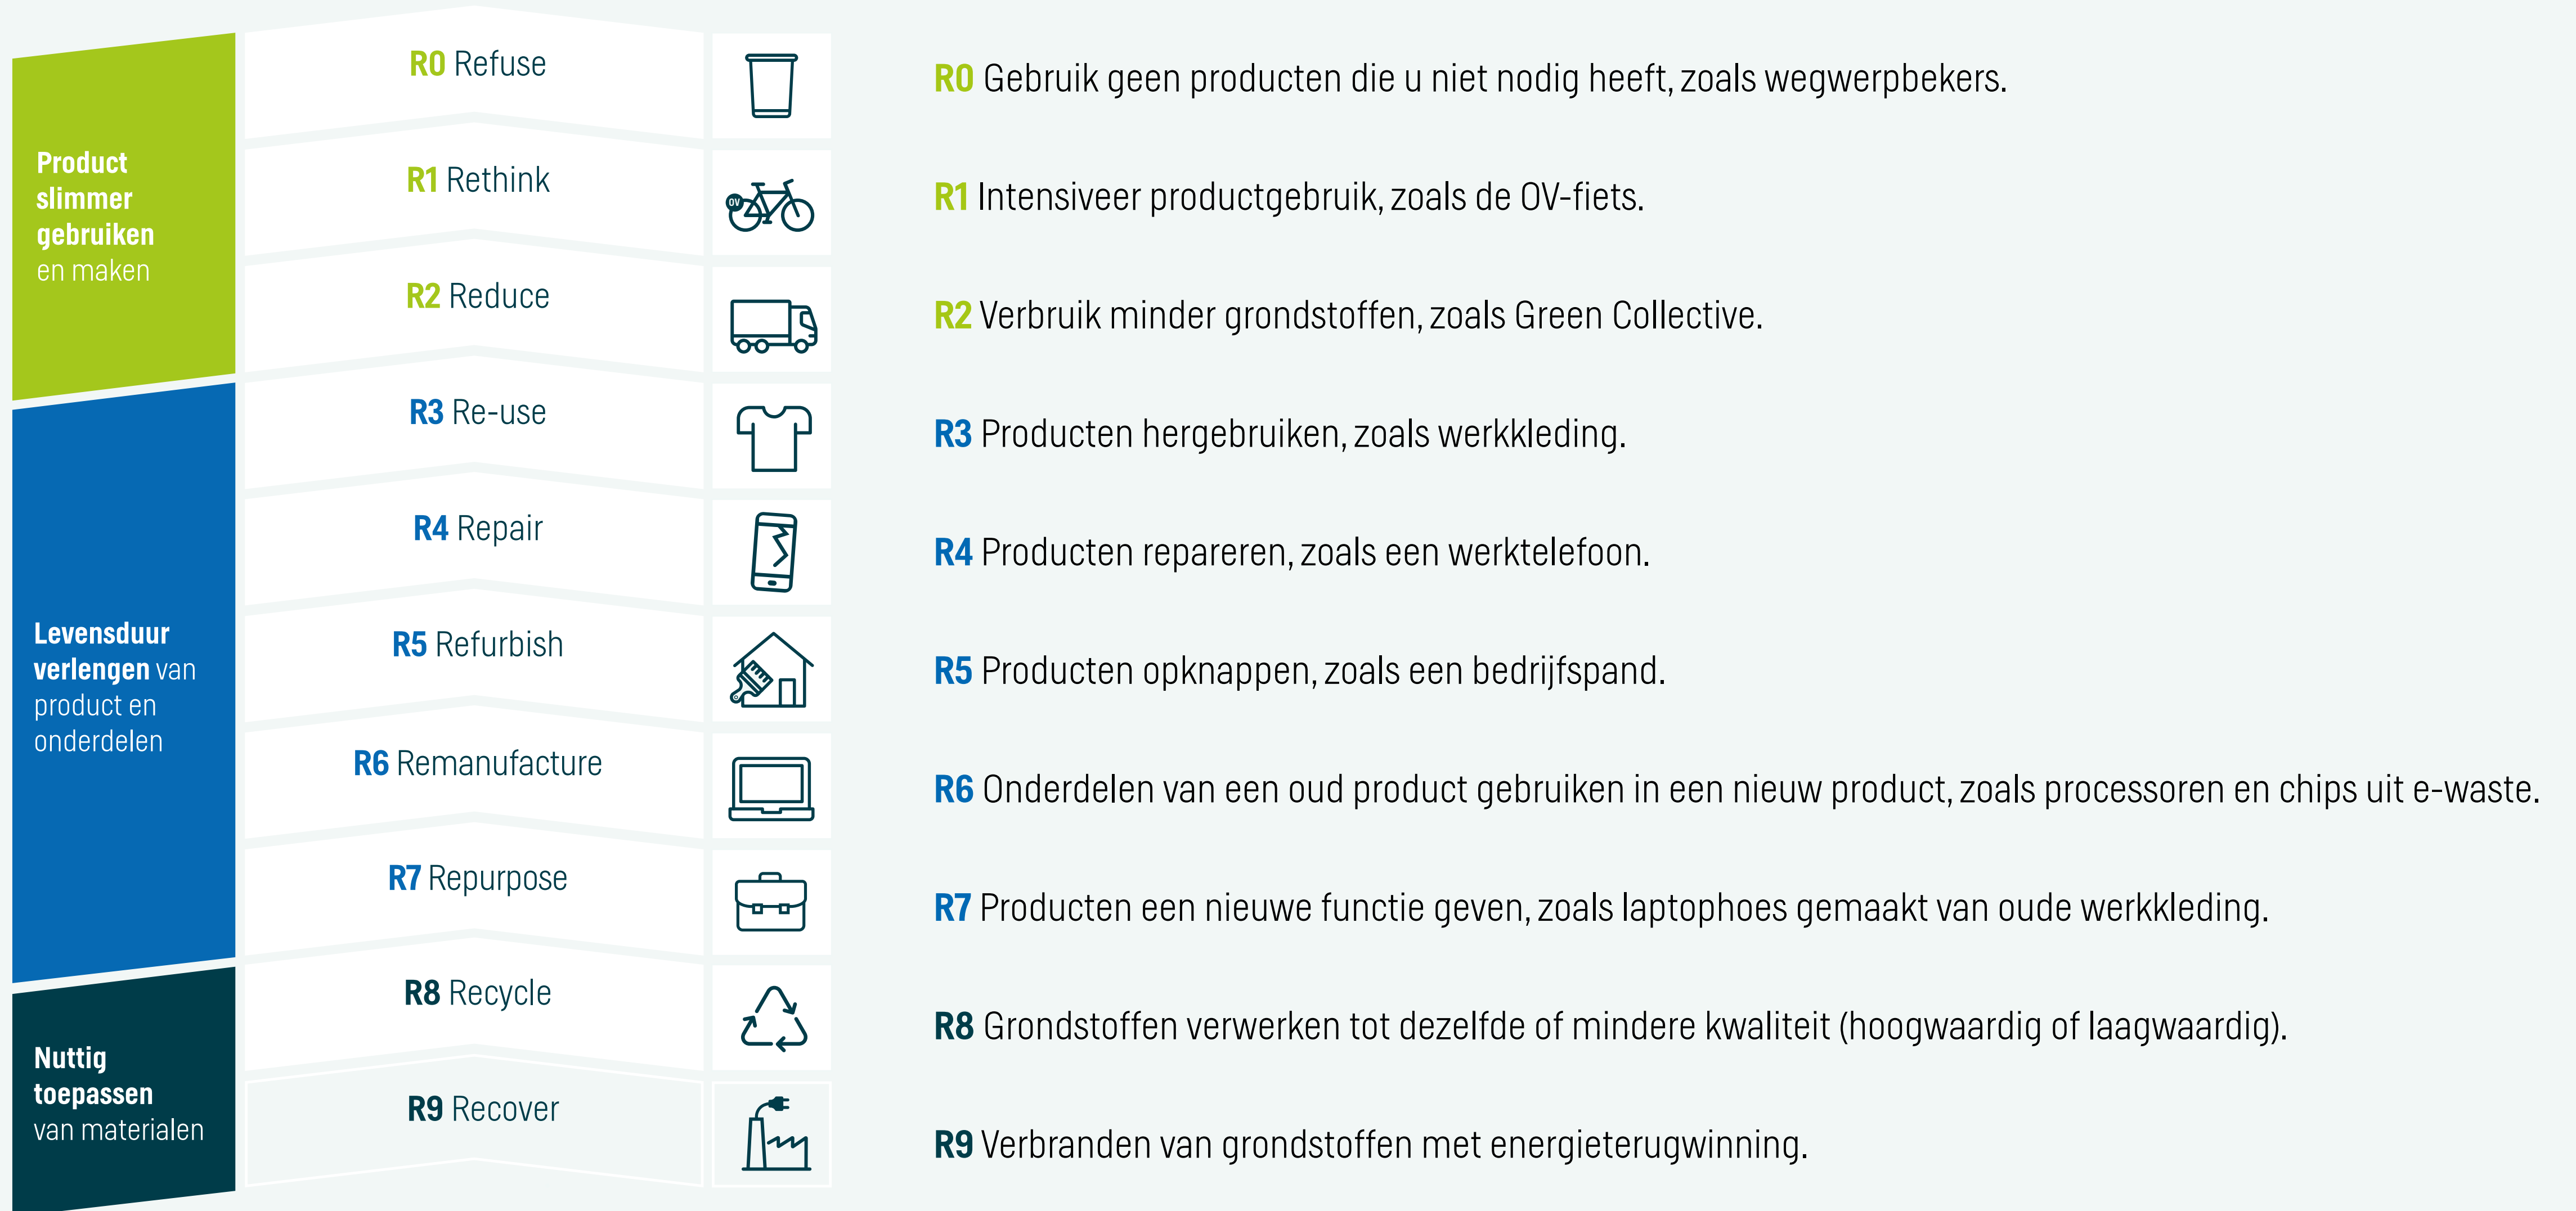 Product
slimmer
gebruiken
en maken
Levensduur
verlengen van
product en
onderdelen
Nuttig
toepassen
van materialen
R0 Refuse
R1 Rethink
R2 Reduce
R3 Re-use
R4 Repair
R5 Refurbish
R6 Remanufacture
R7 Repurpose
R8 Recycle
R9 Recover
OV
R0 Gebruik geen producten die u niet nodig heeft, zoals wegwerpbekers.
R1 Intensiveer productgebruik, zoals de OV-fiets.
R2 Verbruik minder grondstoffen, zoals Green Collective.
R3 Producten hergebruiken, zoals werkkleding.
R4 Producten repareren, zoals een werktelefoon.
R5 Producten opknappen, zoals een bedrijfspand.
R6 Onderdelen van een oud product gebruiken in een nieuw product, zoals processoren en chips uit e-waste.
R7 Producten een nieuwe functie geven, zoals laptophoes gemaakt van oude werkkleding.
R8 Grondstoffen verwerken tot dezelfde of mindere kwaliteit (hoogwaardig of laagwaardig).
R9 Verbranden van grondstoffen met energieterugwinning.